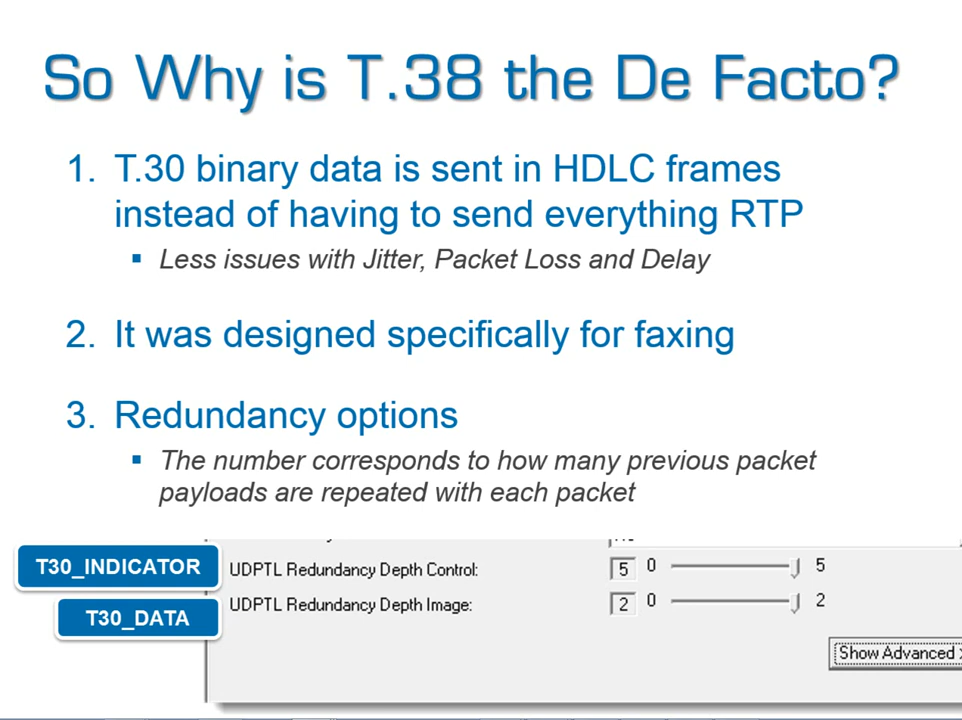 So Why is T.38 the De Facto?
1. T.30 binary data is sent in HDLC frames
instead of having to send everything RTP
▪ Less issues with Jitter, Packet Loss and Delay
2. It was designed specifically for faxing
3. Redundancy options
▪ The number corresponds to how many previous packet
payloads are repeated with each packet
T30_INDICATOR
UDPTL Redundancy Depth Control: 5 0 5
T30_DATA
UDPTL Redundancy Depth Image: 2 0 2
Show Advanced